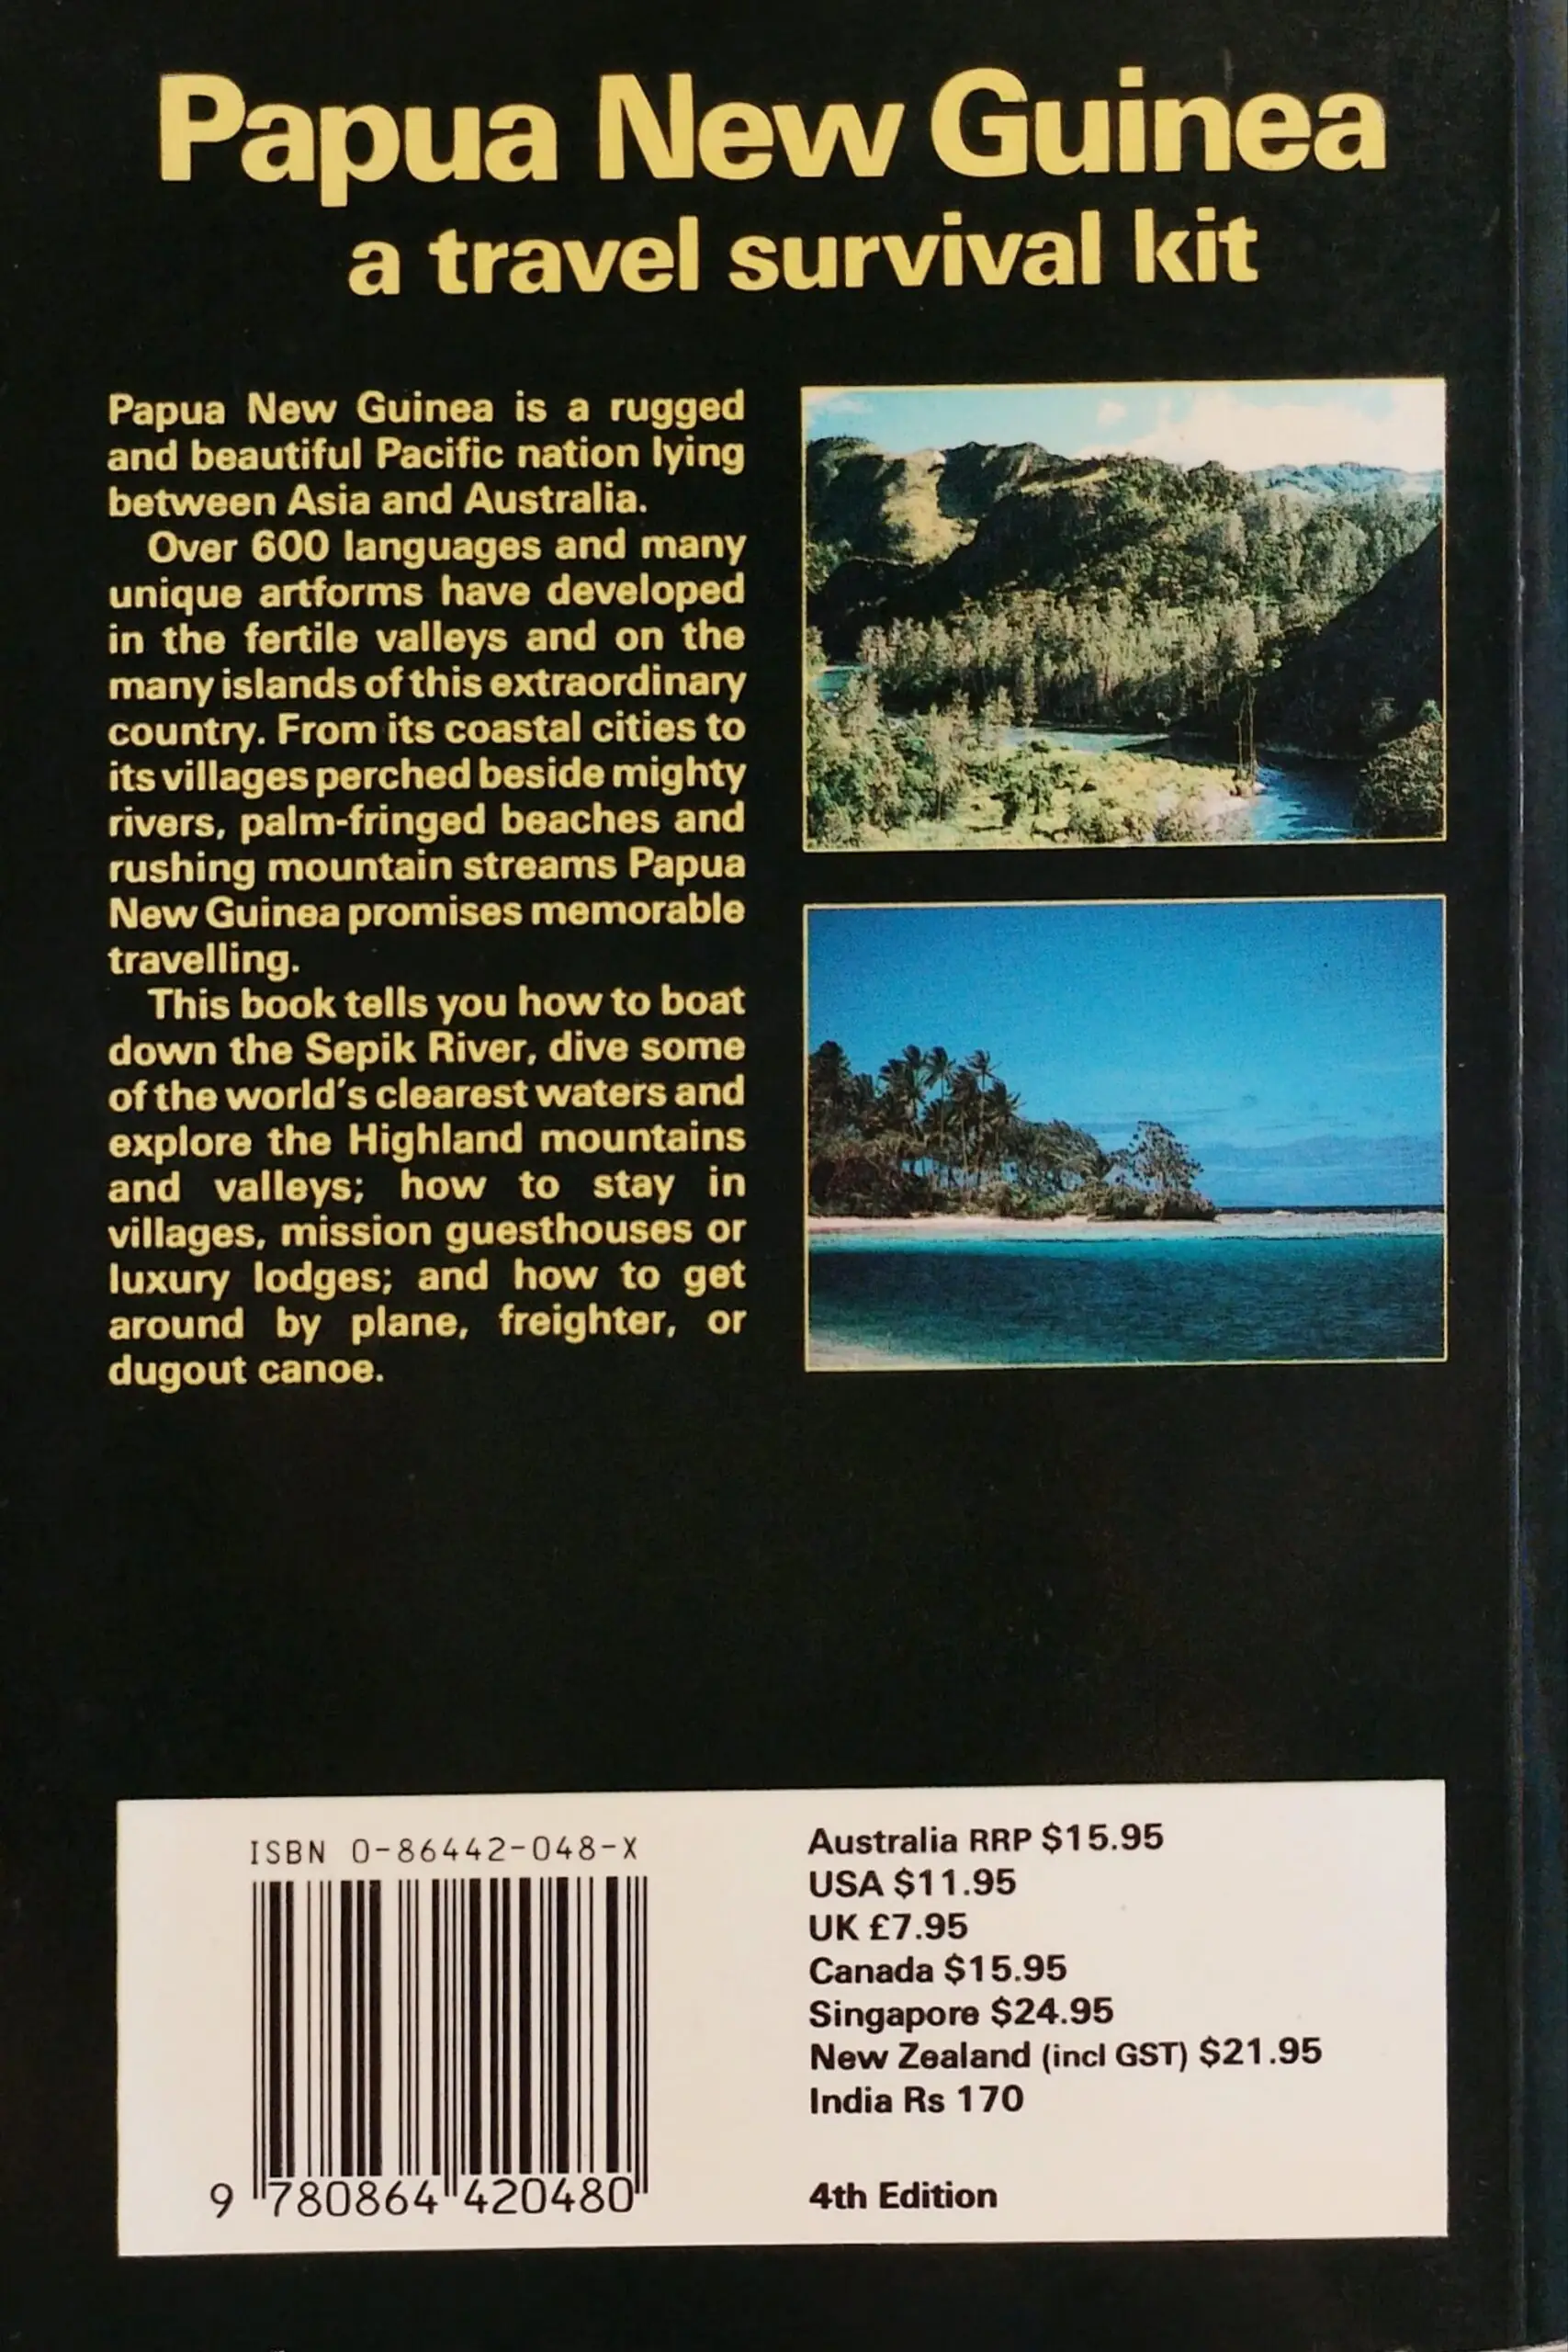 Papua New Guinea
a travel survival kit
Papua New Guinea is a rugged
and beautiful Pacific nation lying
between Asia and Australia.
Over 600 languages and many
unique artforms have developed
in the fertile valleys and on the
many islands of this extraordinary
country. From its coastal cities to
its villages perched beside mighty
rivers, palm-fringed beaches and
rushing mountain streams Papua
New Guinea promises memorable
travelling.
This book tells you how to boat
down the Sepik River, dive some
of the world's clearest waters and
explore the Highland mountains
and valleys; how to stay in
villages, mission guesthouses or
luxury lodges; and how to get
around by plane, freighter, or
dugout canoe.
ISBN 0-86442-048-X
9 780864 420480
Australia RRP $15.95
USA $11.95
UK £7.95
Canada $15.95
Singapore $24.95
New Zealand (incl GST) $21.95
India Rs 170
4th Edition